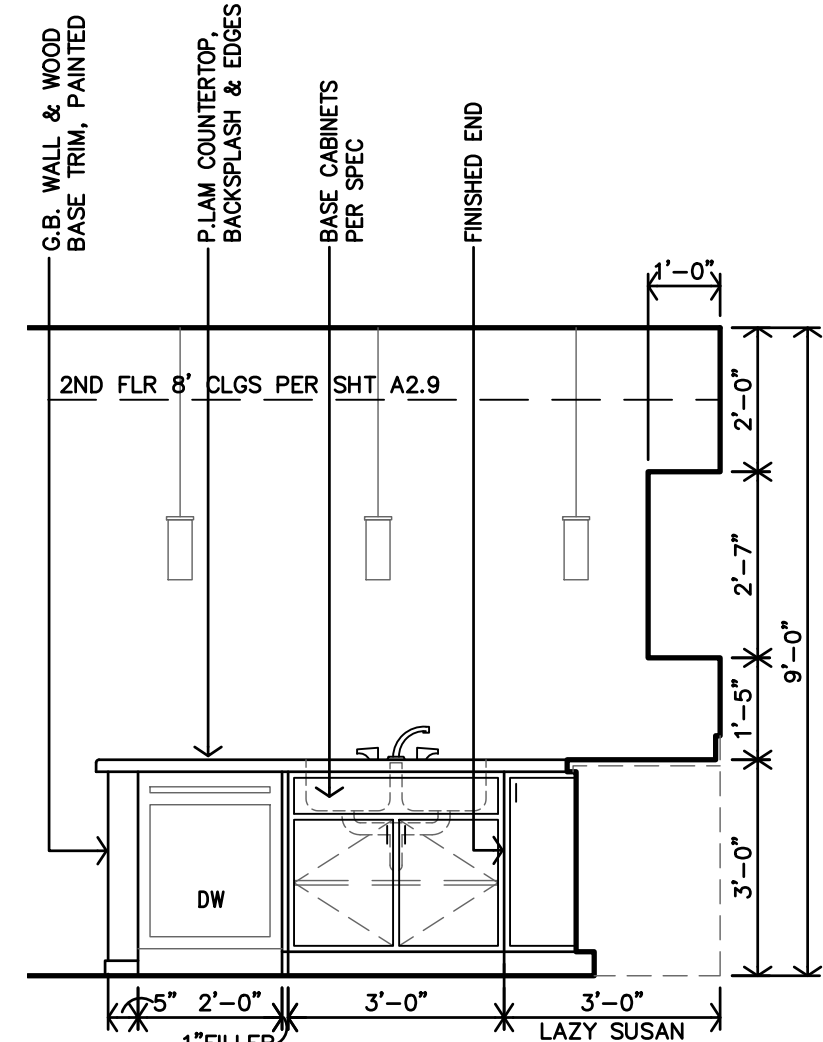 G.B. WALL & WOOD
BASE TRIM, PAINTED
P.LAM COUNTERTOP,
BACKSPLASH & EDGES
BASE CABINETS
PER SPEC
FINISHED END
1'-0"
2ND FLR 8' CLGS PER SHT A2.9
2'-0"
2'-7"
9'-0"
1'-5"
3'-0"
DW
5" 2'-0" 3'-0" 3'-0"
1"FILLER
LAZY SUSAN